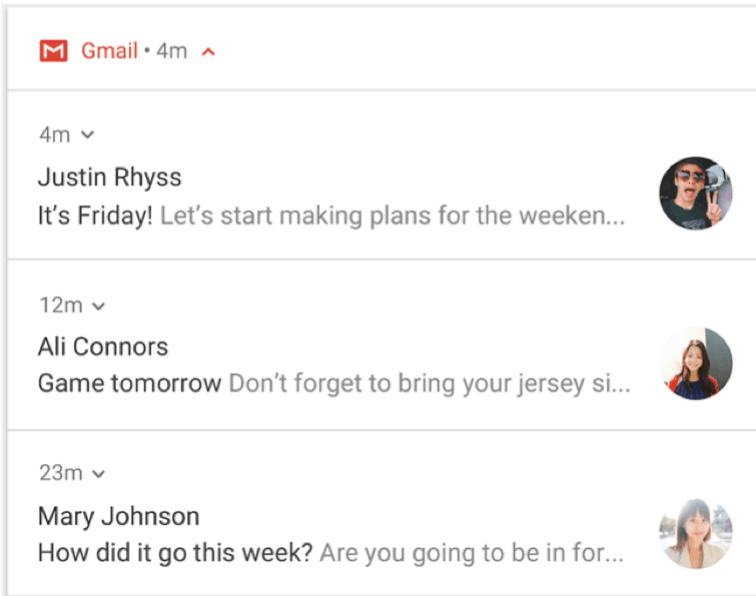 Gmail • 4m
4m
Justin Rhyss
It’s Friday! Let’s start making plans for the weeken...
12m
Ali Connors
Game tomorrow Don’t forget to bring your jersey si...
23m
Mary Johnson
How did it go this week? Are you going to be in for...